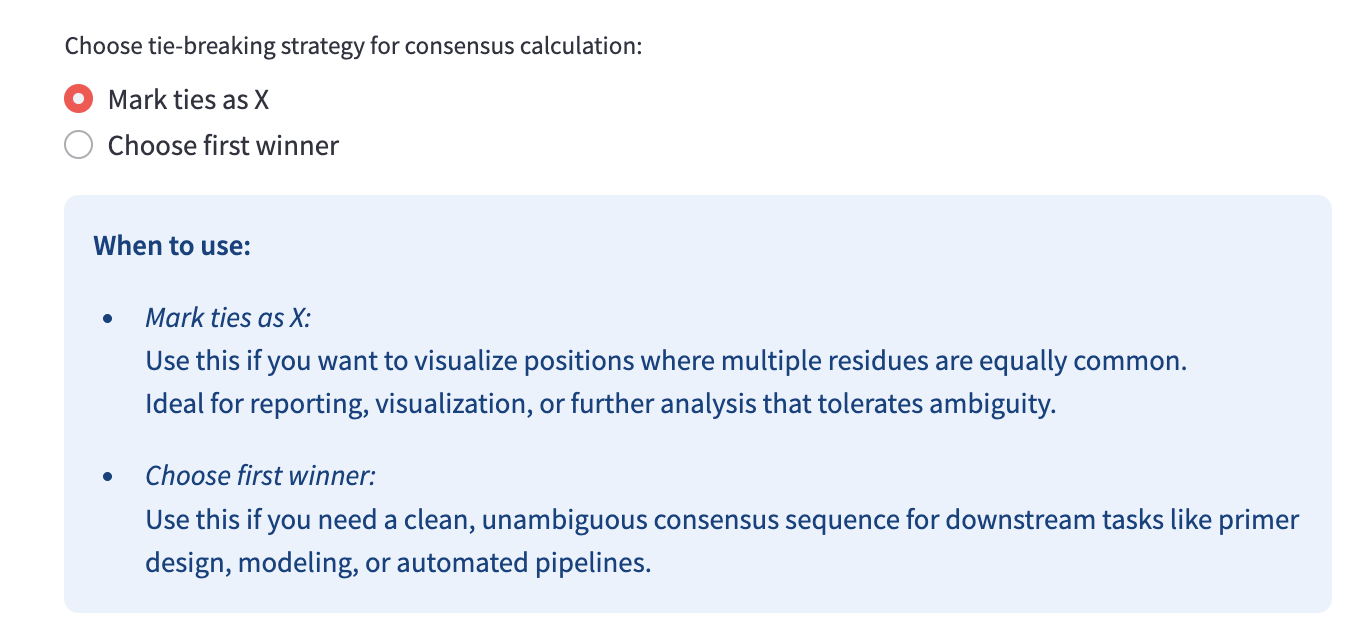 Choose tie-breaking strategy for consensus calculation:
Mark ties as X
Choose first winner
When to use:
• Mark ties as X:
Use this if you want to visualize positions where multiple residues are equally common.
Ideal for reporting, visualization, or further analysis that tolerates ambiguity.
• Choose first winner:
Use this if you need a clean, unambiguous consensus sequence for downstream tasks like primer
design, modeling, or automated pipelines.